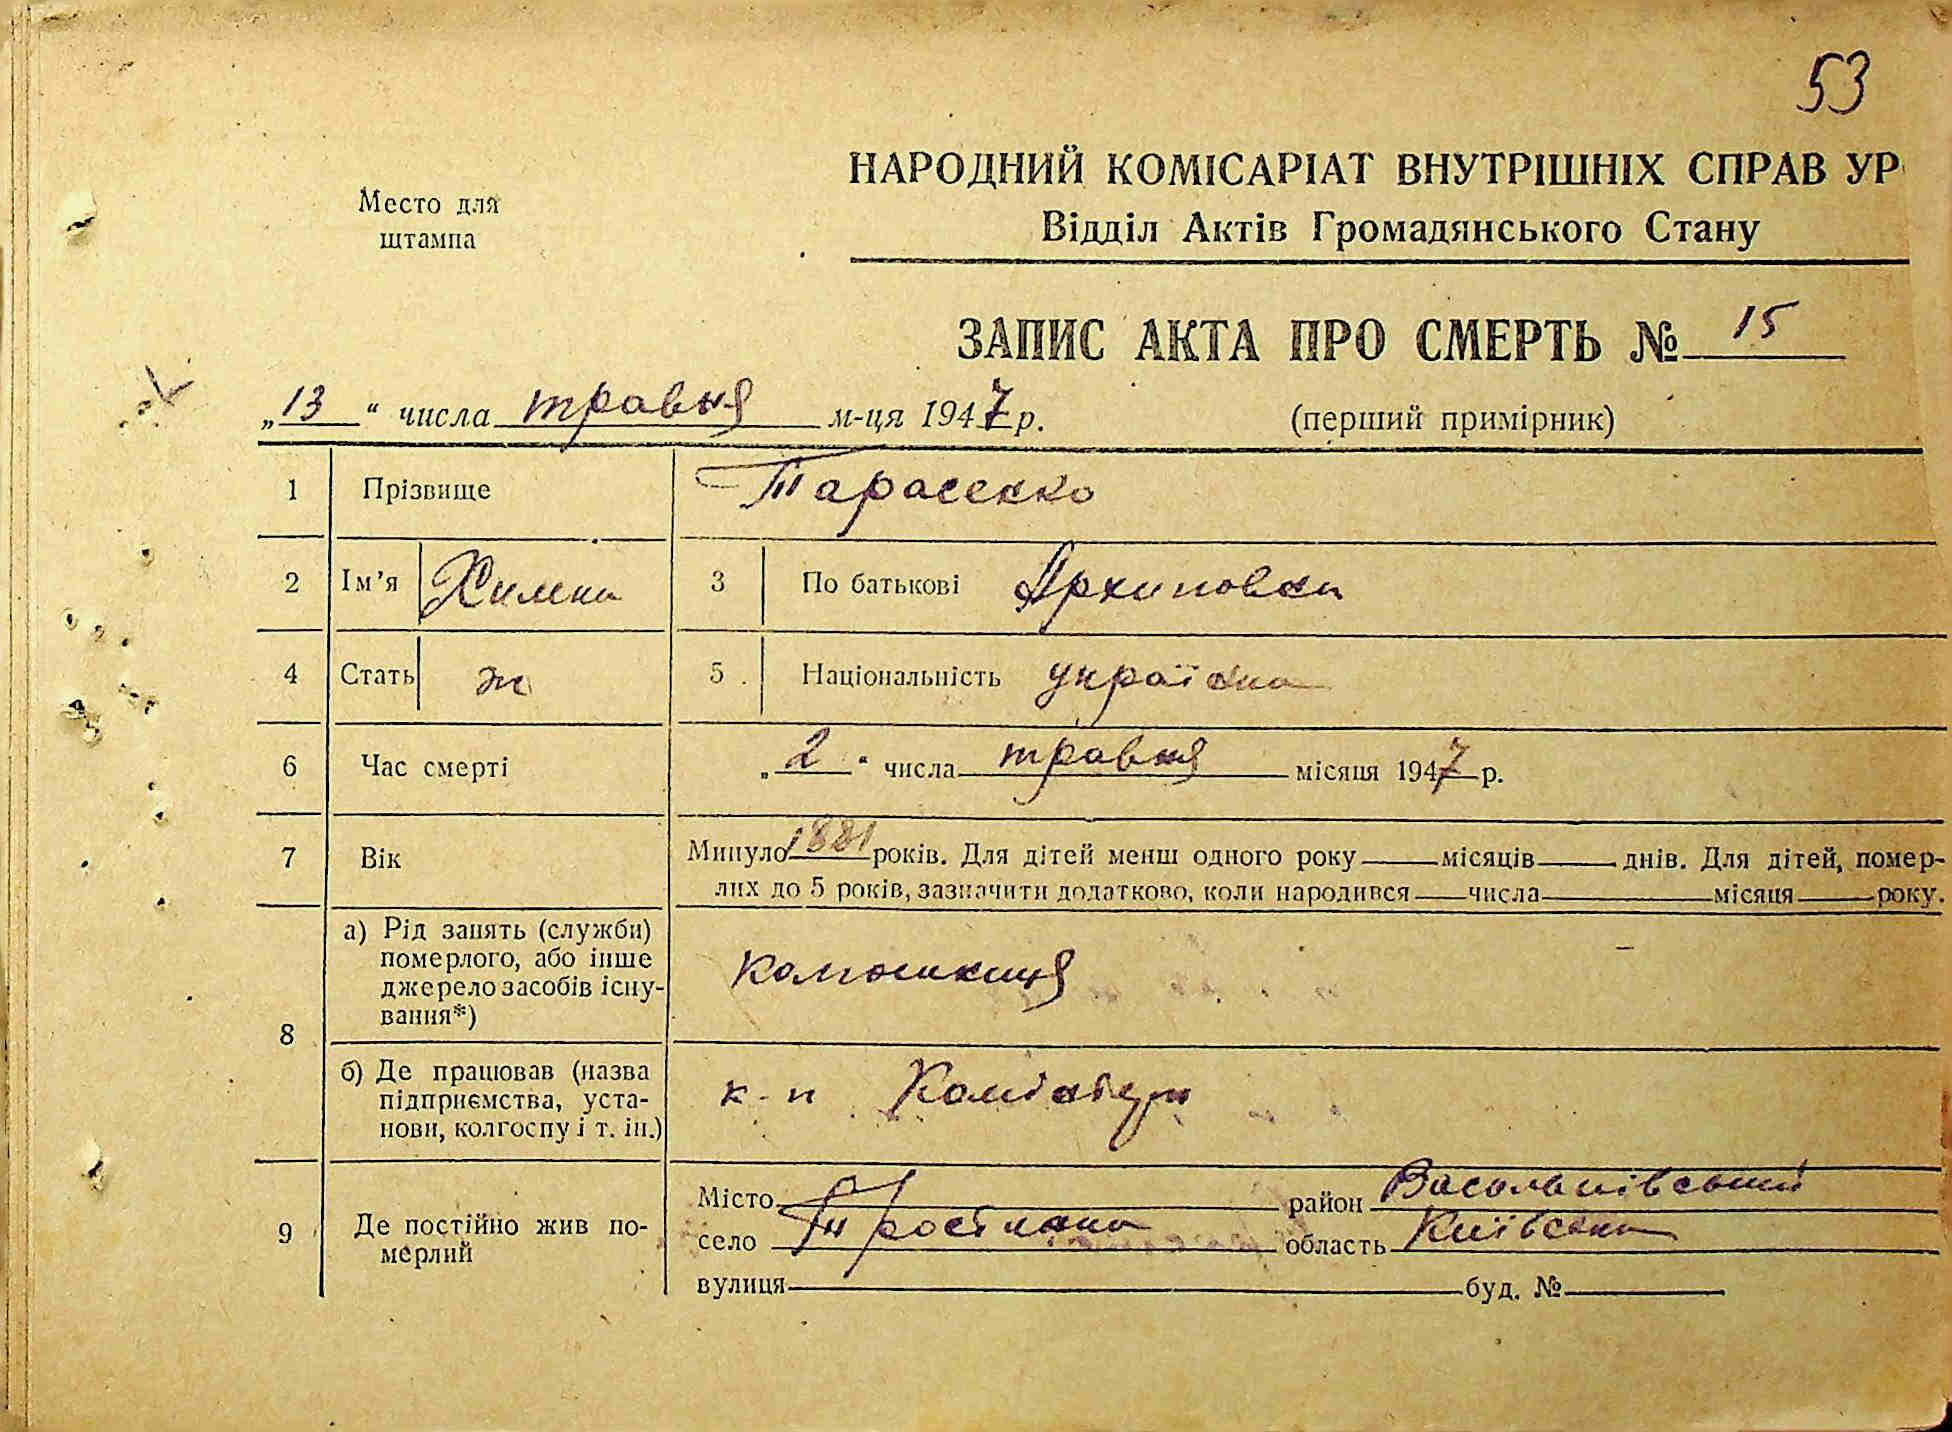 53
Место для
штампа
НАРОДНИЙ КОМІСАРІАТ ВНУТРІШНІХ СПРАВ УР
Відділ Актів Громадянського Стану
ЗАПИС АКТА ПРО СМЕРТЬ № 15
„13“ числа травня м-ця 1947 р. (перший примірник)
1 Прізвище Тарасенко
2 Ім'я Химка 3 По батькові Архиповна
4 Стать ж 5 Національність українка
6 Час смерті „2“ числа травня місяця 1947 р.
7 Вік Минуло 1881 років. Для дітей менш одного року місяців днів. Для дітей, помер-
лих до 5 років, зазначити додатково, коли народився числа місяця року.
8 а) Рід занять (служби)
померлого, або інше
джерело засобів існу-
вання*)
б) Де працював (назва
підприємства, уста-
нови, колгоспу і т. ін.) к-п
9 Де постійно жив по-
мерлий
Місто район Васильківський
село область Київська
вулиця буд. №